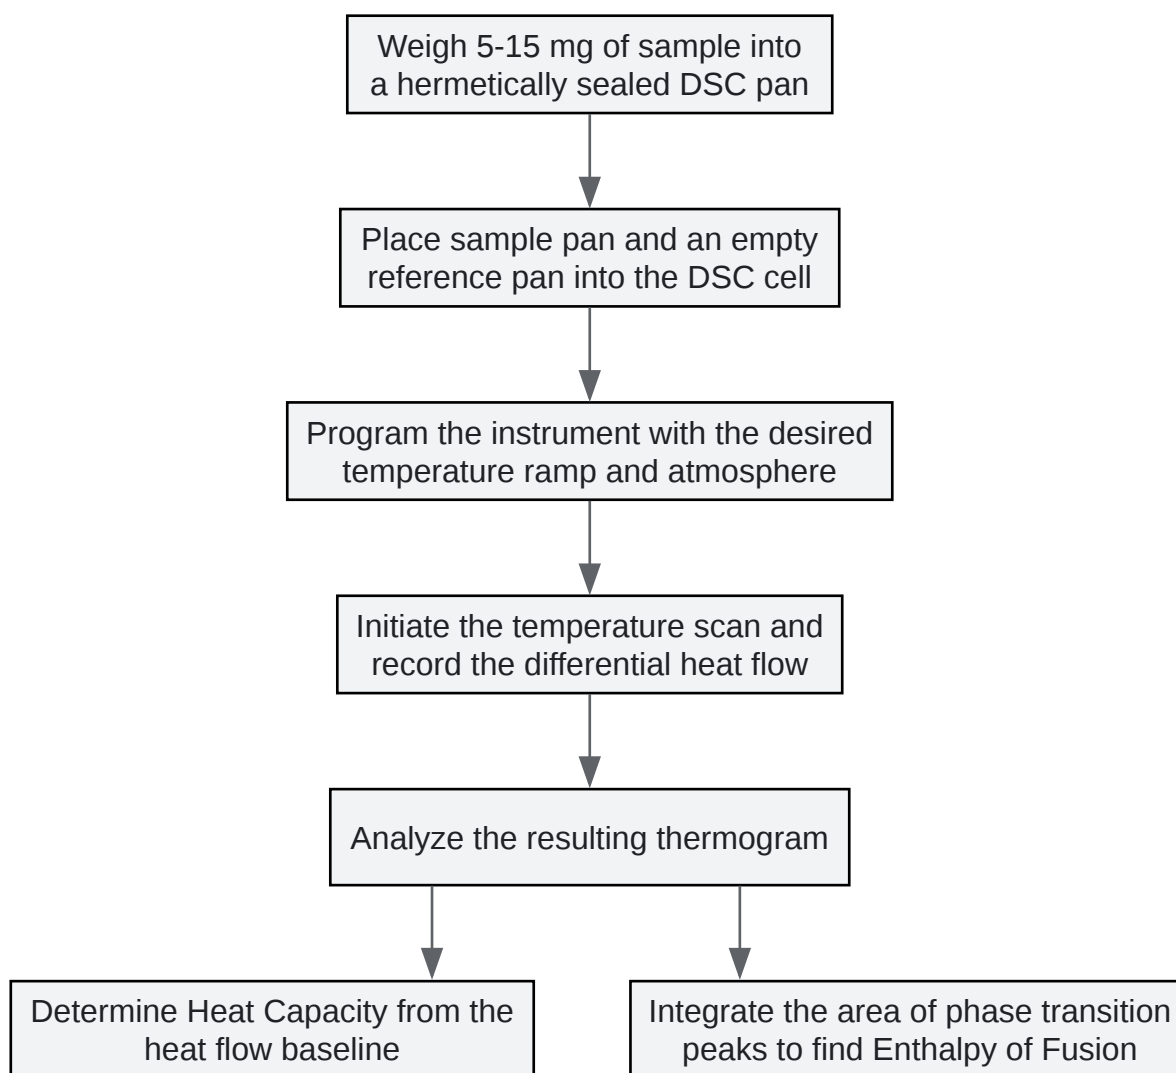 Weigh 5-15 mg of sample into
a hermetically sealed DSC pan
Place sample pan and an empty
reference pan into the DSC cell
Program the instrument with the desired
temperature ramp and atmosphere
Initiate the temperature scan and
record the differential heat flow
Analyze the resulting thermogram
Determine Heat Capacity from the
heat flow baseline
Integrate the area of phase transition
peaks to find Enthalpy of Fusion